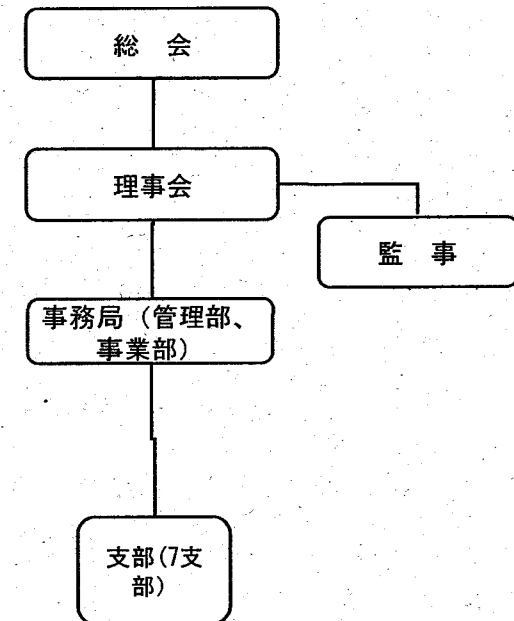 総　会
理事会
監　事
事務局（管理部、
事業部）
支部(7支
部)